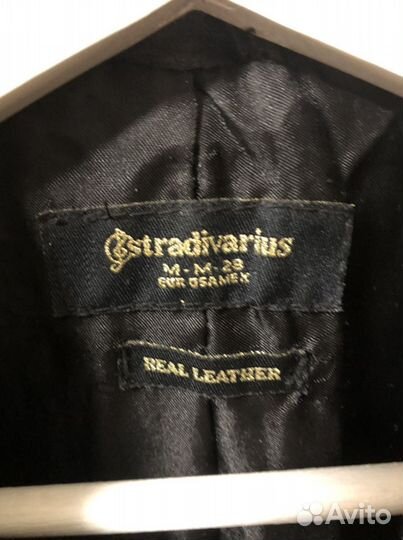 stradivarius
M - M - 28
EUR USA MEX
REAL LEATHER
Avito